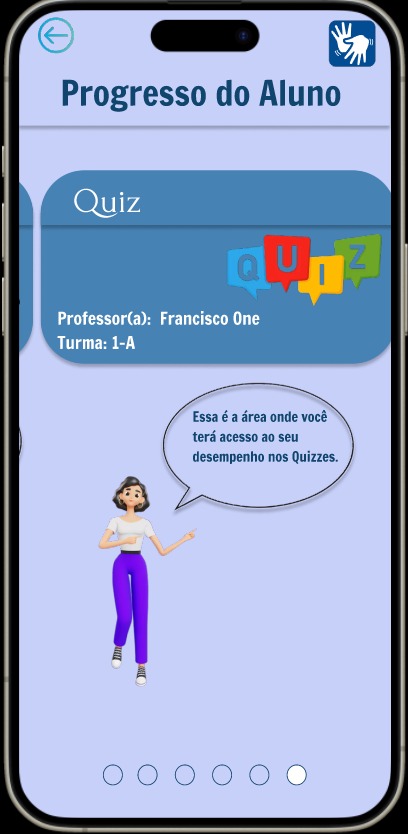 Progresso do Aluno
Quiz
QUIZ
Professor(a): Francisco One
Turma: 1-A
Essa é a área onde você
terá acesso ao seu
desempenho nos Quizzes.